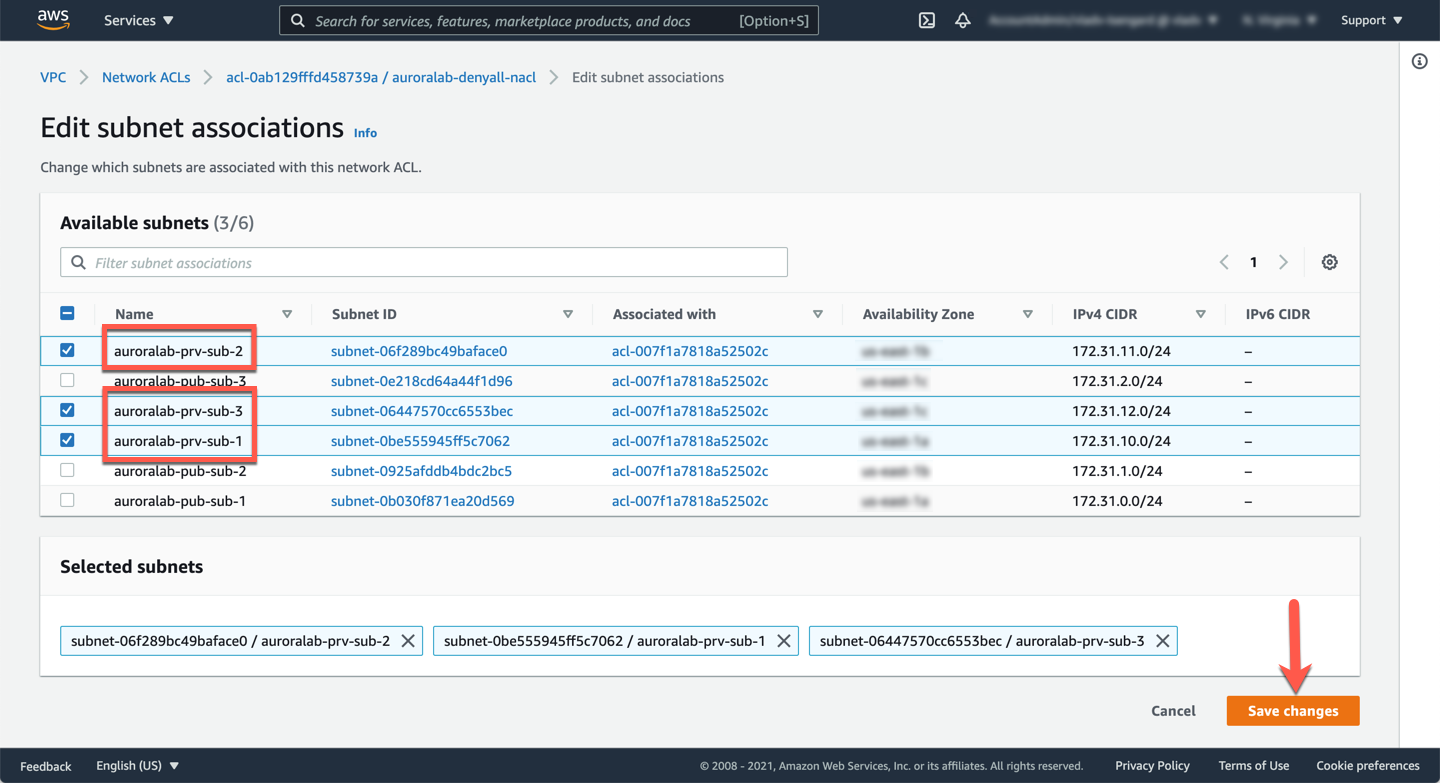 aws Services ▼ Search for services, features, marketplace products, and docs [Option+S] Support ▼
VPC > Network ACLs > acl-0ab129fffd458739a / auroralab-denyall-nacl > Edit subnet associations
Edit subnet associations Info
Change which subnets are associated with this network ACL.
Available subnets (3/6)
Filter subnet associations 1
Name Subnet ID Associated with Availability Zone IPv4 CIDR IPv6 CIDR
auroralab-prv-sub-2 subnet-06f289bc49baface0 acl-007f1a7818a52502c 172.31.11.0/24 –
auroralab-pub-sub-3 subnet-0e218cd64a44f1d96 acl-007f1a7818a52502c 172.31.2.0/24 –
auroralab-prv-sub-3 subnet-06447570cc6553bec acl-007f1a7818a52502c 172.31.12.0/24 –
auroralab-prv-sub-1 subnet-0be555945ff5c7062 acl-007f1a7818a52502c 172.31.10.0/24 –
auroralab-pub-sub-2 subnet-0925afddb4bdc2bc5 acl-007f1a7818a52502c 172.31.1.0/24 –
auroralab-pub-sub-1 subnet-0b030f871ea20d569 acl-007f1a7818a52502c 172.31.0.0/24 –
Selected subnets
subnet-06f289bc49baface0 / auroralab-prv-sub-2 subnet-0be555945ff5c7062 / auroralab-prv-sub-1 subnet-06447570cc6553bec / auroralab-prv-sub-3
Cancel Save changes
Feedback English (US) ▼ © 2008 - 2021, Amazon Web Services, Inc. or its affiliates. All rights reserved. Privacy Policy Terms of Use Cookie preferences